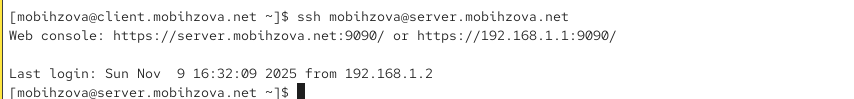 [mobihzova@client.mobihzova.net ~]$ ssh mobihzova@server.mobihzova.net
Web console: https://server.mobihzova.net:9090/ or https://192.168.1.1:9090/
Last login: Sun Nov  9 16:32:09 2025 from 192.168.1.2
[mobihzova@server.mobihzova.net ~]$